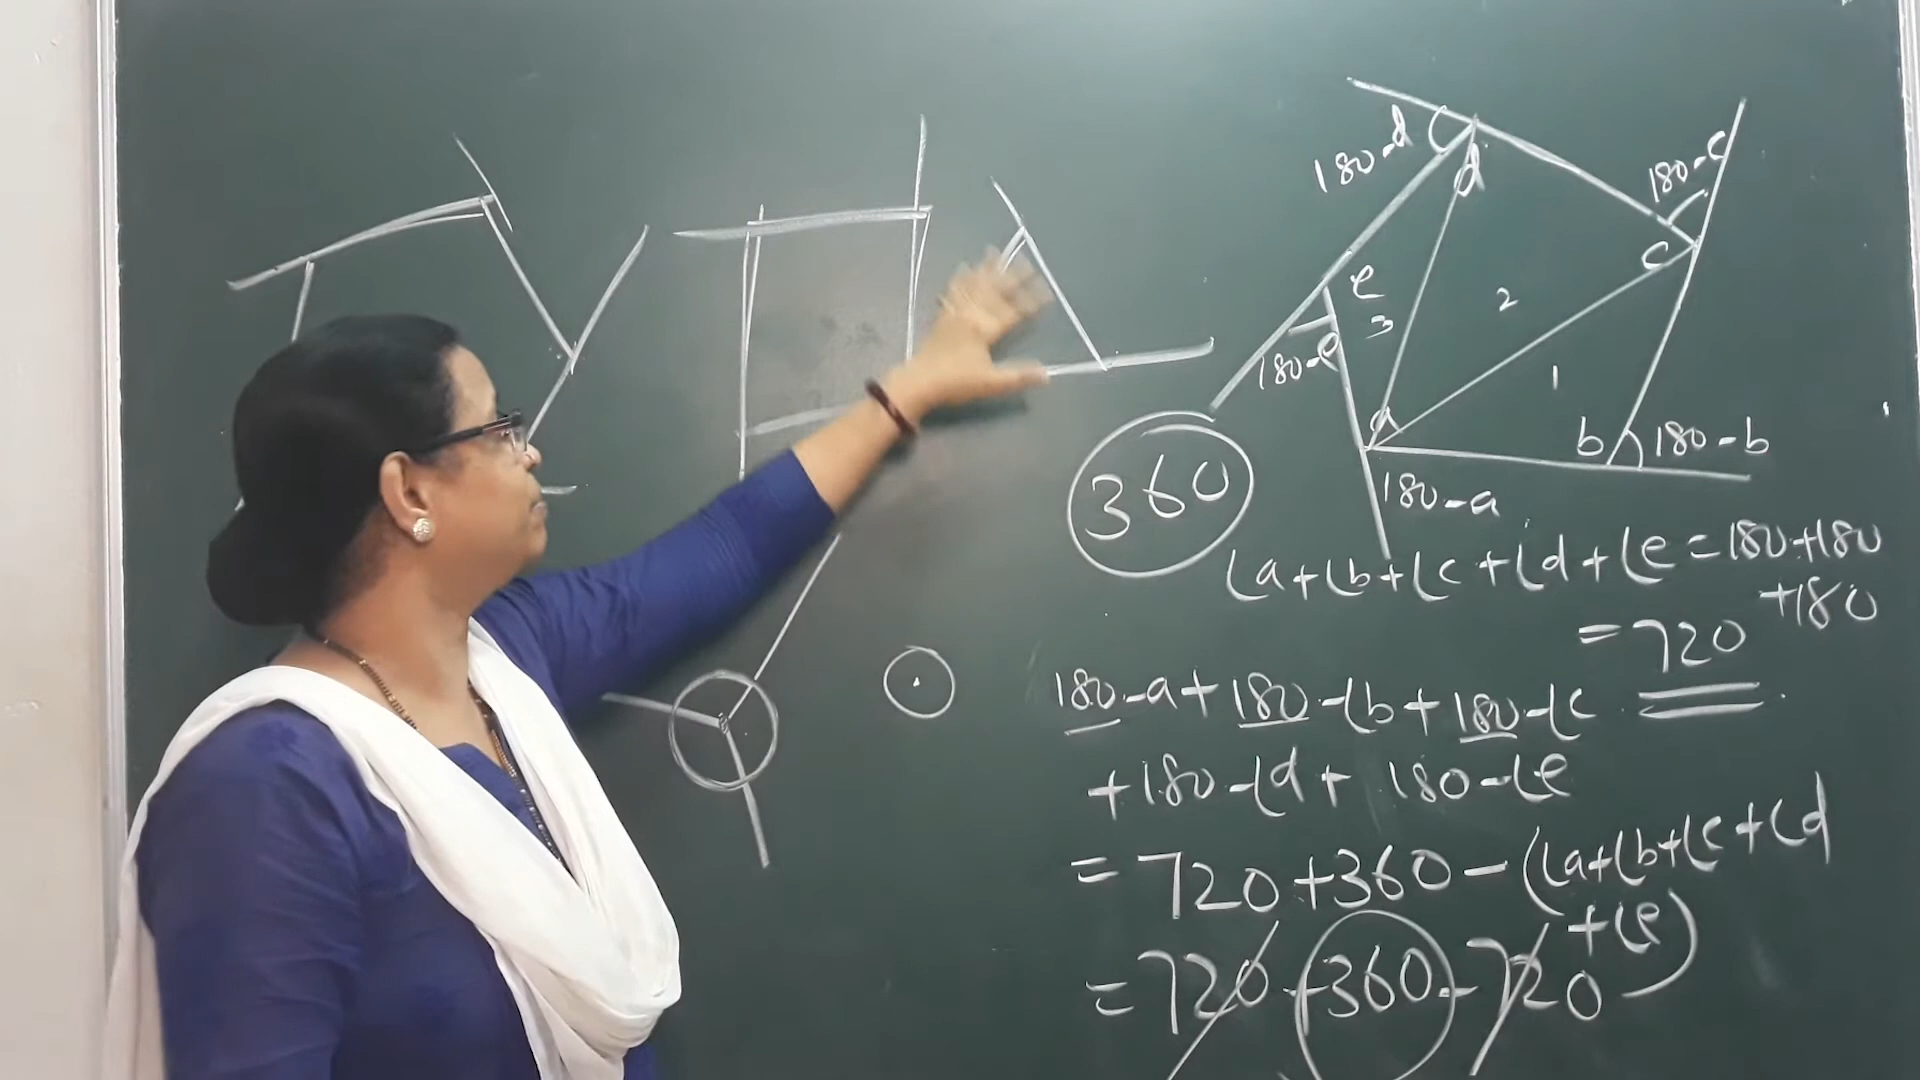 180-d
d
180-c
c
e
3
2
180-e
1
a
b
180-b
360
180-a
∠a+∠b+∠c+∠d+∠e=180+180
+180
=720
180-a+180-∠b+180-∠c
+180-∠d+180-∠e
=720+360-(∠a+∠b+∠c+∠d
+∠e)
=720+360-720